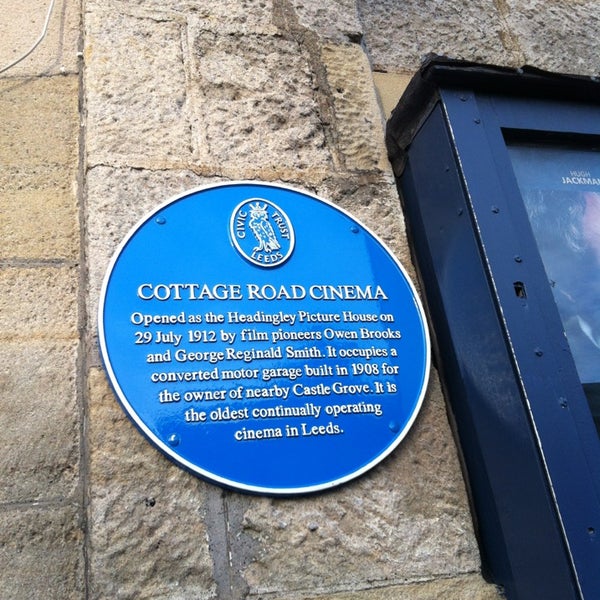 CIVIC TRUST
LEEDS
COTTAGE ROAD CINEMA
Opened as the Headingley Picture House on
29 July 1912 by film pioneers Owen Brooks
and George Reginald Smith. It occupies a
converted motor garage built in 1908 for
the owner of nearby Castle Grove. It is
the oldest continually operating
cinema in Leeds.
HUGH
JACKMAN